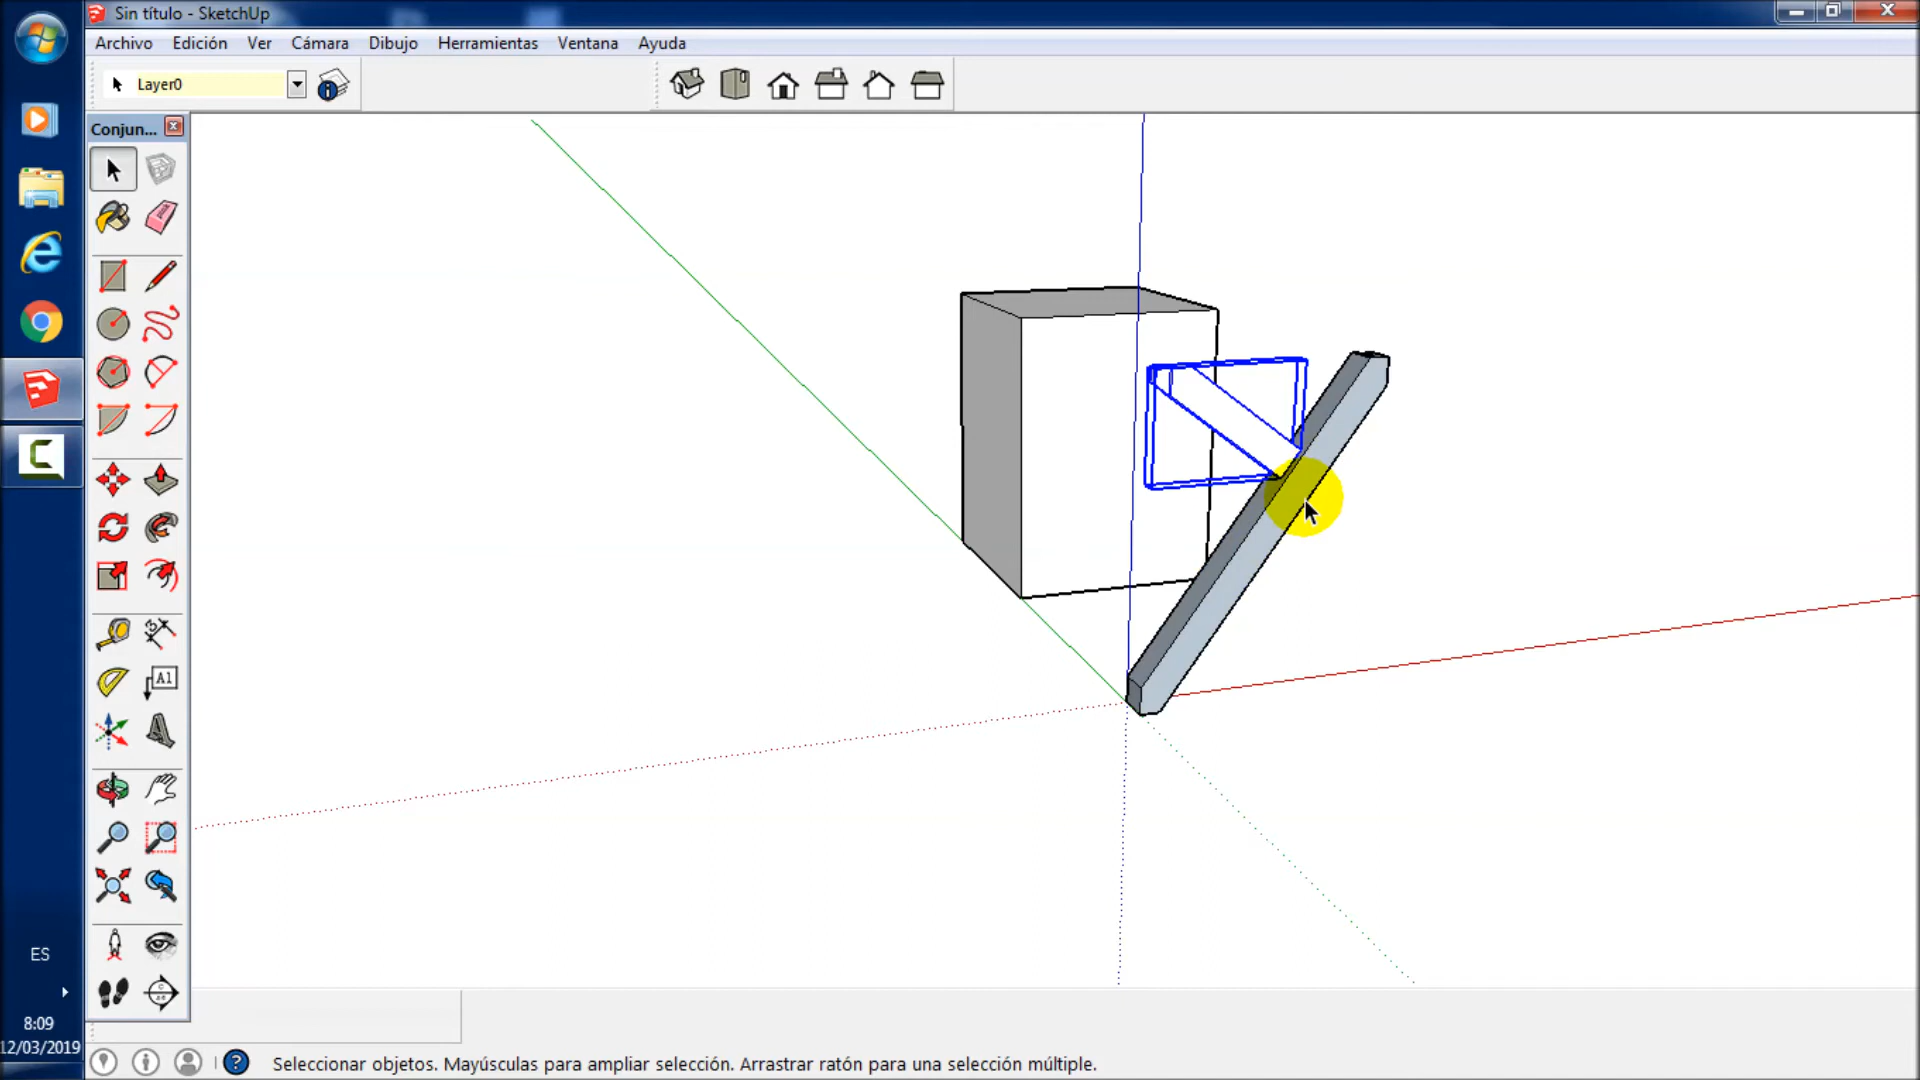 Sin título - SketchUp
Archivo Edición Ver Cámara Dibujo Herramientas Ventana Ayuda
Layer0
Conjun...
A1
ES
8:09
12/03/2019
Seleccionar objetos. Mayúsculas para ampliar selección. Arrastrar ratón para una selección múltiple.